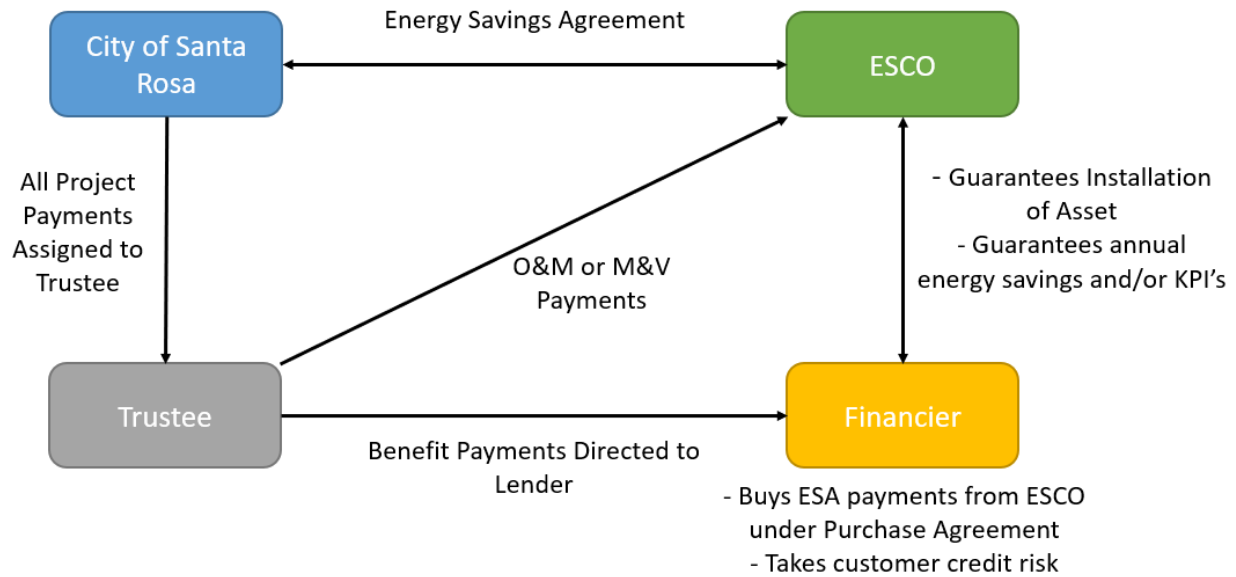 Energy Savings Agreement
City of Santa
Rosa
ESCO
All Project
Payments
Assigned to
Trustee
O&M or M&V
Payments
- Guarantees Installation
of Asset
- Guarantees annual
energy savings and/or KPI’s
Trustee
Financier
Benefit Payments Directed to
Lender
- Buys ESA payments from ESCO
under Purchase Agreement
- Takes customer credit risk